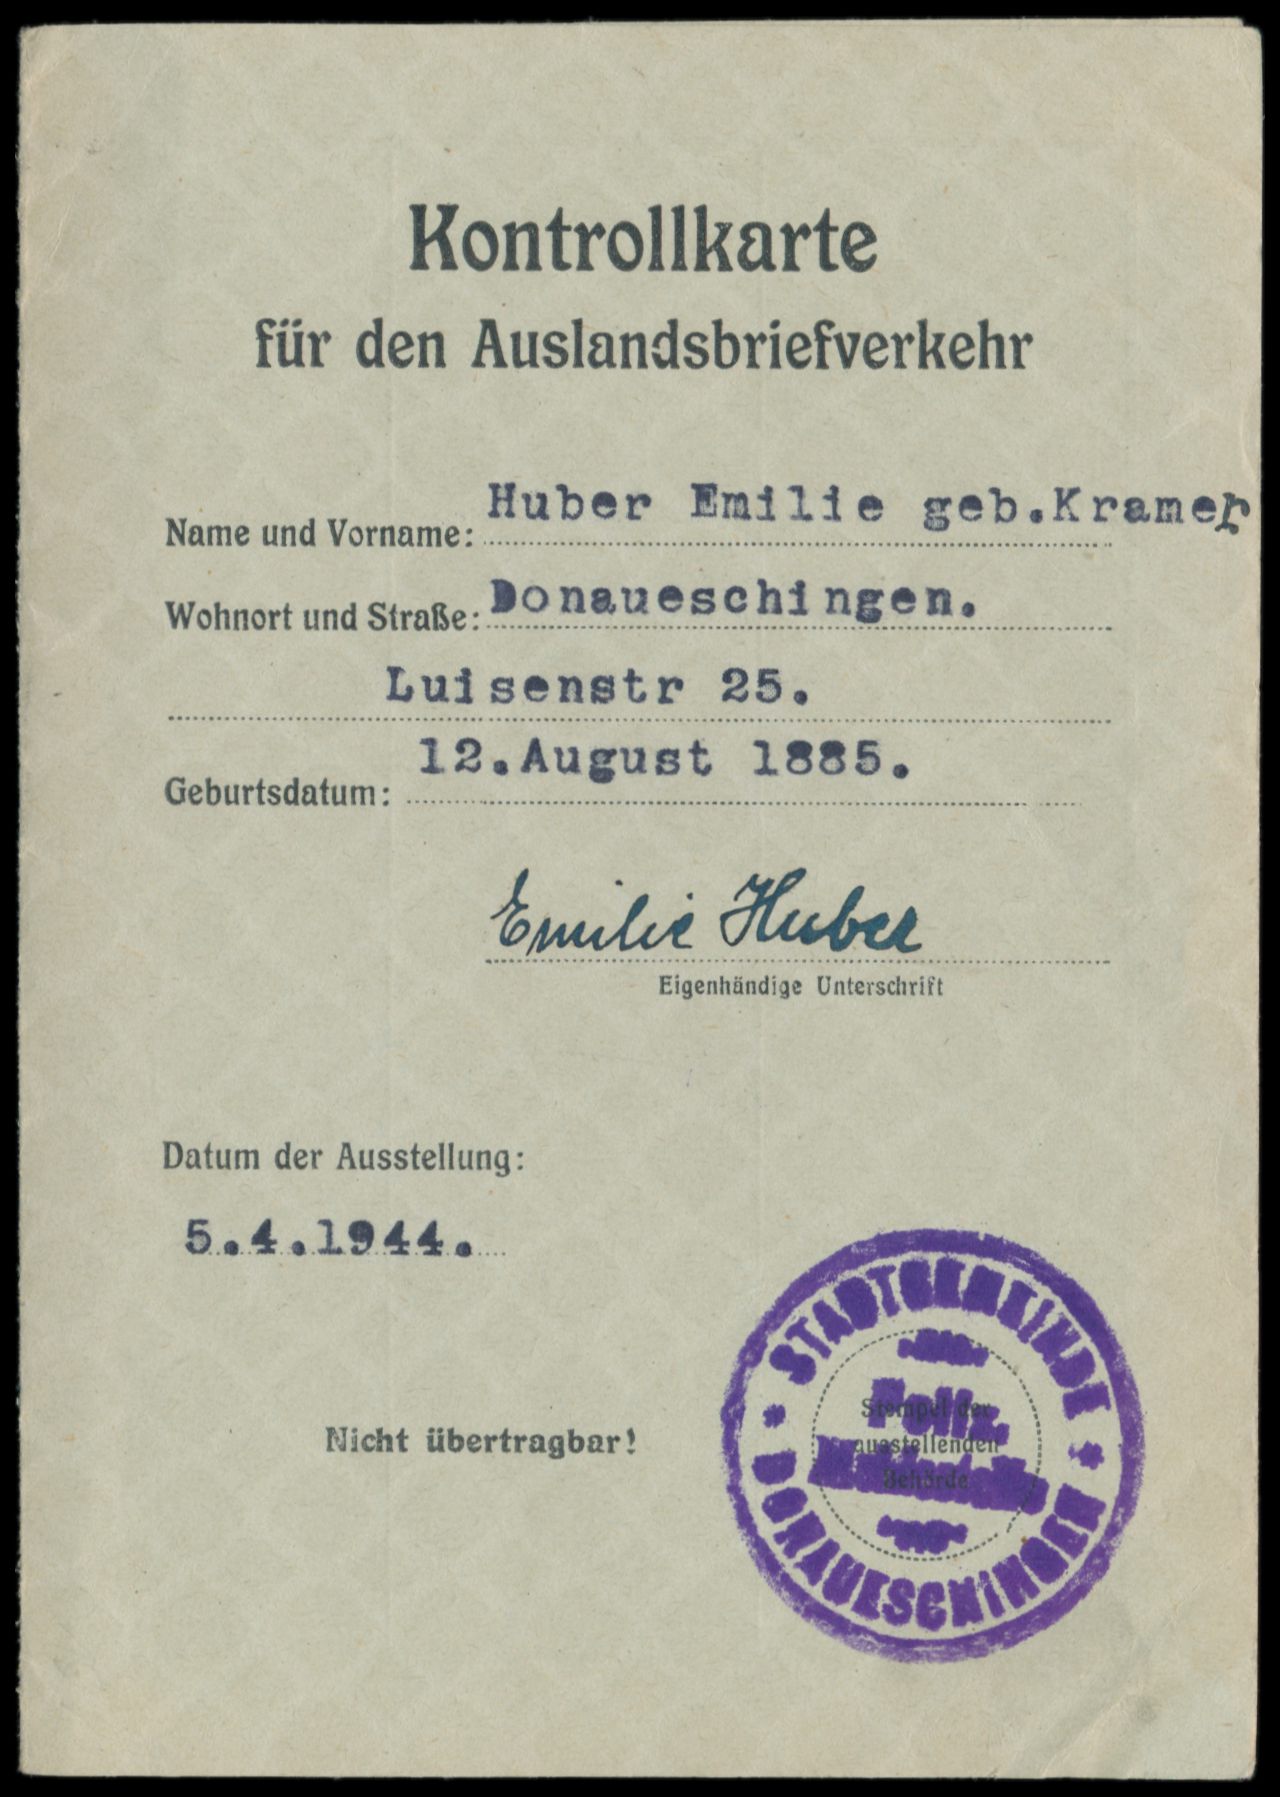 Kontrollkarte
für den Auslandsbriefverkehr
Name und Vorname: Huber Emilie geb.Kramer
Wohnort und Straße: Donaueschingen.
Luisenstr 25.
Geburtsdatum: 12.August 1885.
Emilie Huber
Eigenhändige Unterschrift
Datum der Ausstellung:
5.4.1944.
Nicht übertragbar!
STADTGEMEINDE
Stempel der
ausstellenden
Behörde
DONAUESCHINGEN